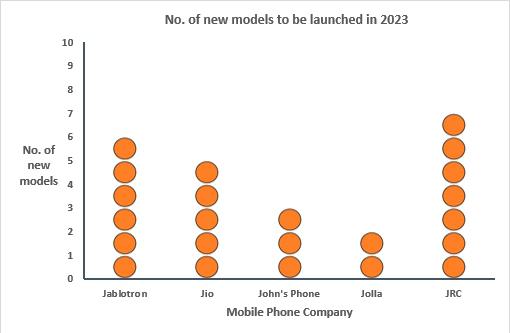 No. of new models to be launched in 2023
10
9
8
7
6
5
4
3
2
1
0
No. of
new
models
Jablotron Jio John's Phone Jolla JRC
Mobile Phone Company